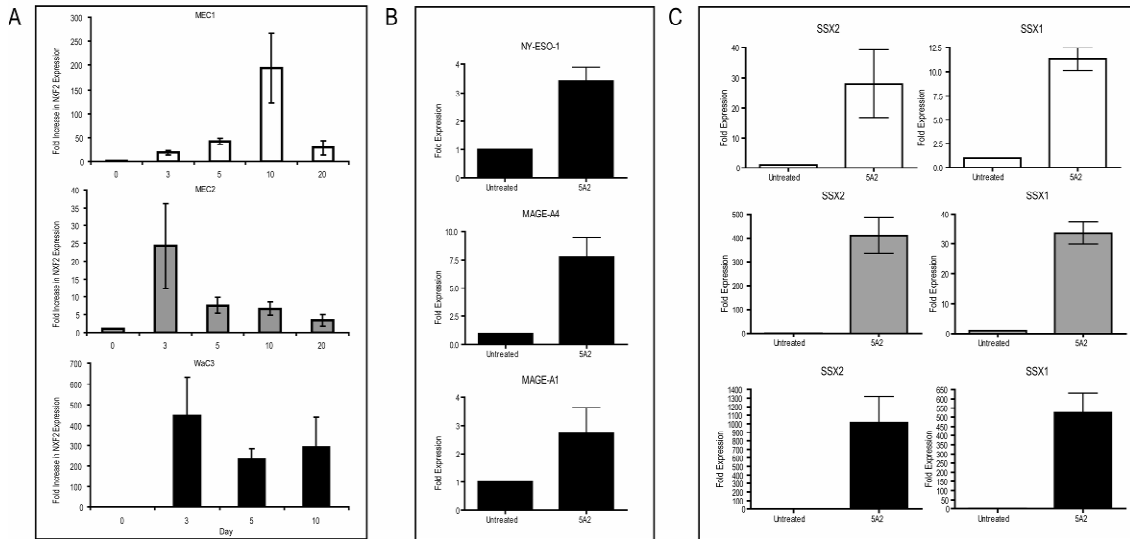 A
MEC1
Fold Increase in NXF2 Expression
300
250
200
150
100
50
0
0 3 5 10 20
MEC2
Fold Increase in NXF2 Expression
40
35
30
25
20
15
10
5
0
0 3 5 10 20
WaC3
Fold Increase in NXF2 Expression
700
600
500
400
300
200
100
0
0 3 5 10
Day
B
NY-ESO-1
Fold Expression
4
3
2
1
0
Untreated 5A2
MAGE-A4
Fold Expression
10.0
7.5
5.0
2.5
0.0
Untreated 5A2
MAGE-A1
Fold Expression
4
3
2
1
0
Untreated 5A2
C
SSX2
Fold Expression
40
30
20
10
0
Untreated 5A2
SSX1
Fold Expression
12.5
10.0
7.5
5.0
2.5
0.0
Untreated 5A2
SSX2
Fold Expression
500
400
300
200
100
0
Untreated 5A2
SSX1
Fold Expression
40
30
20
10
0
Untreated 5A2
SSX2
Fold Expression
1400
1300
1200
1100
1000
900
800
700
600
500
400
300
200
100
0
Untreated 5A2
SSX1
Fold Expression
650
600
550
500
450
400
350
300
250
200
150
100
50
0
Untreated 5A2